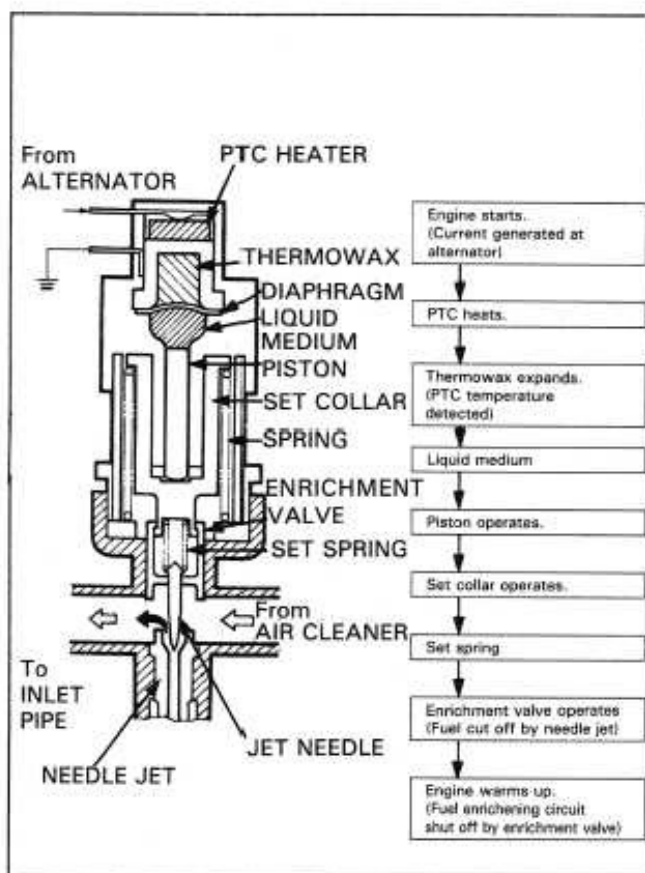 From
ALTERNATOR
PTC HEATER
THERMOWAX
DIAPHRAGM
LIQUID
MEDIUM
PISTON
SET COLLAR
SPRING
ENRICHMENT
VALVE
SET SPRING
From
AIR CLEANER
To
INLET
PIPE
JET NEEDLE
NEEDLE JET
Engine starts.
(Current generated at
alternator)
PTC heats.
Thermowax expands.
(PTC temperature
detected)
Liquid medium
Piston operates.
Set collar operates.
Set spring
Enrichment valve operates
(Fuel cut off by needle jet)
Engine warms up.
(Fuel enrichening circuit
shut off by enrichment valve)